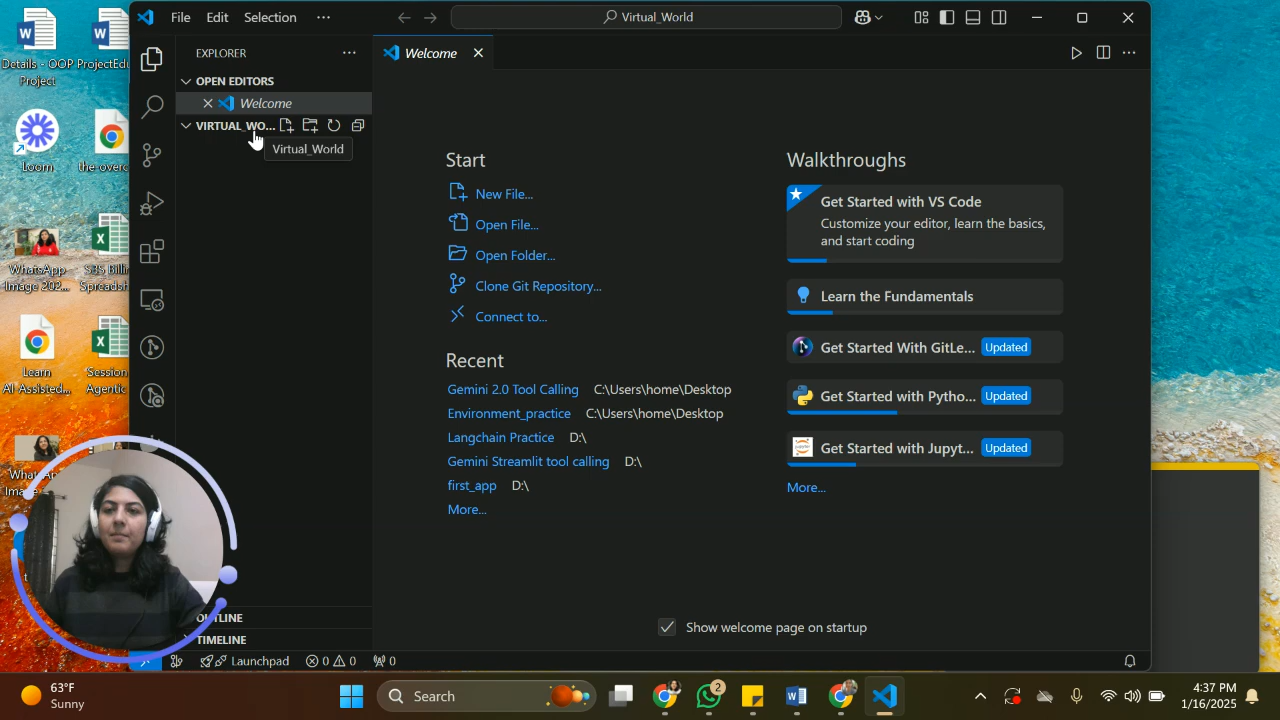 Details - OOP
Project
ProjectEdu
Loom
the overc
WhatsApp
Image 202...
S3S Billin
Spreadsh
Learn
AI Assisted...
Session
Agentic
File
Edit
Selection
Virtual_World
EXPLORER
OPEN EDITORS
Welcome
VIRTUAL_WO...
Virtual_World
OUTLINE
TIMELINE
Welcome
Start
New File...
Open File...
Open Folder...
Clone Git Repository...
Connect to...
Recent
Gemini 2.0 Tool Calling C:\Users\home\Desktop
Environment_practice C:\Users\home\Desktop
Langchain Practice D:\
Gemini Streamlit tool calling D:\
first_app D:\
More...
Walkthroughs
Get Started with VS Code
Customize your editor, learn the basics,
and start coding
Learn the Fundamentals
Get Started With GitLe... Updated
Get Started with Pytho... Updated
Get Started with Jupyt... Updated
More...
Show welcome page on startup
Launchpad
0 0
0
63°F
Sunny
Search
2
4:37 PM
1/16/2025